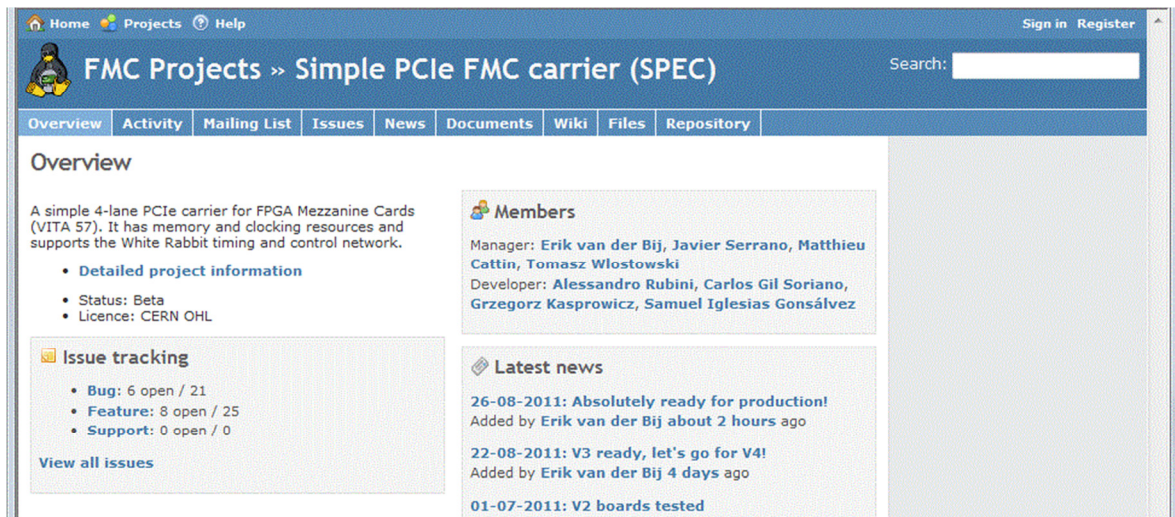 Home Projects Help Sign in Register
FMC Projects » Simple PCIe FMC carrier (SPEC)
Search:
Overview Activity Mailing List Issues News Documents Wiki Files Repository
Overview
A simple 4-lane PCIe carrier for FPGA Mezzanine Cards
(VITA 57). It has memory and clocking resources and
supports the White Rabbit timing and control network.
• Detailed project information
• Status: Beta
• Licence: CERN OHL
Issue tracking
• Bug: 6 open / 21
• Feature: 8 open / 25
• Support: 0 open / 0
View all issues
Members
Manager: Erik van der Bij, Javier Serrano, Matthieu
Cattin, Tomasz Wlostowski
Developer: Alessandro Rubini, Carlos Gil Soriano,
Grzegorz Kasprowicz, Samuel Iglesias Gonsálvez
Latest news
26-08-2011: Absolutely ready for production!
Added by Erik van der Bij about 2 hours ago
22-08-2011: V3 ready, let's go for V4!
Added by Erik van der Bij 4 days ago
01-07-2011: V2 boards tested